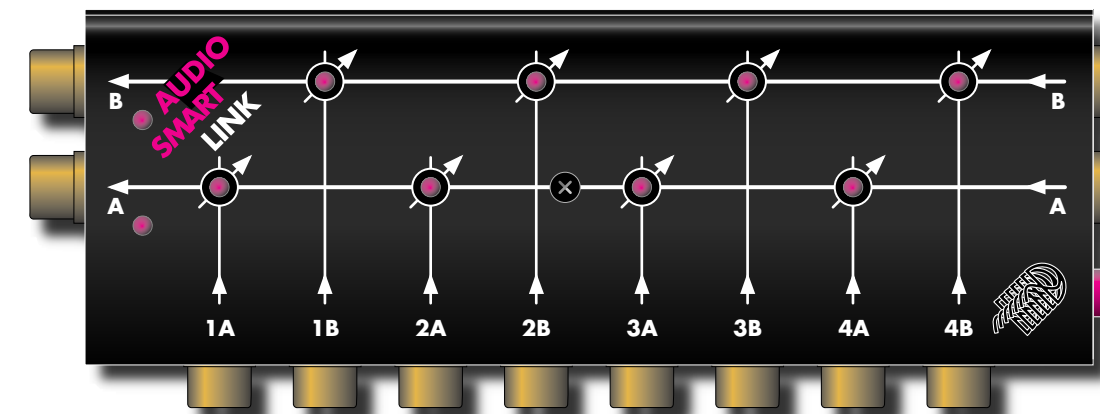 AUDIO
SMART
LINK
B
B
A
A
1A 1B 2A 2B 3A 3B 4A 4B